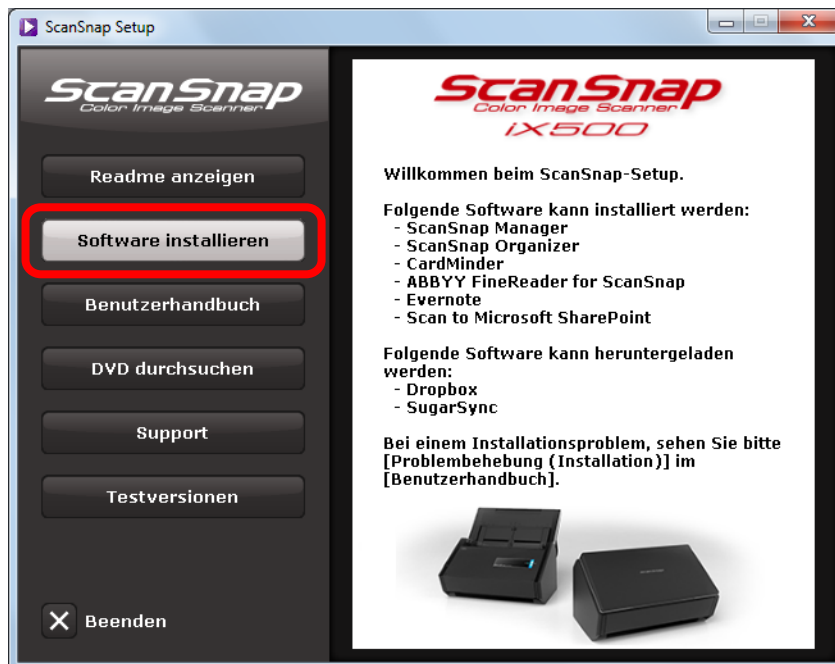 ScanSnap Setup
ScanSnap
Color Image Scanner
Readme anzeigen
Software installieren
Benutzerhandbuch
DVD durchsuchen
Support
Testversionen
Beenden
ScanSnap
Color Image Scanner
iX500
Willkommen beim ScanSnap-Setup.
Folgende Software kann installiert werden:
- ScanSnap Manager
- ScanSnap Organizer
- CardMinder
- ABBYY FineReader for ScanSnap
- Evernote
- Scan to Microsoft SharePoint
Folgende Software kann heruntergeladen
werden:
- Dropbox
- SugarSync
Bei einem Installationsproblem, sehen Sie bitte
[Problembehebung (Installation)] im
[Benutzerhandbuch].